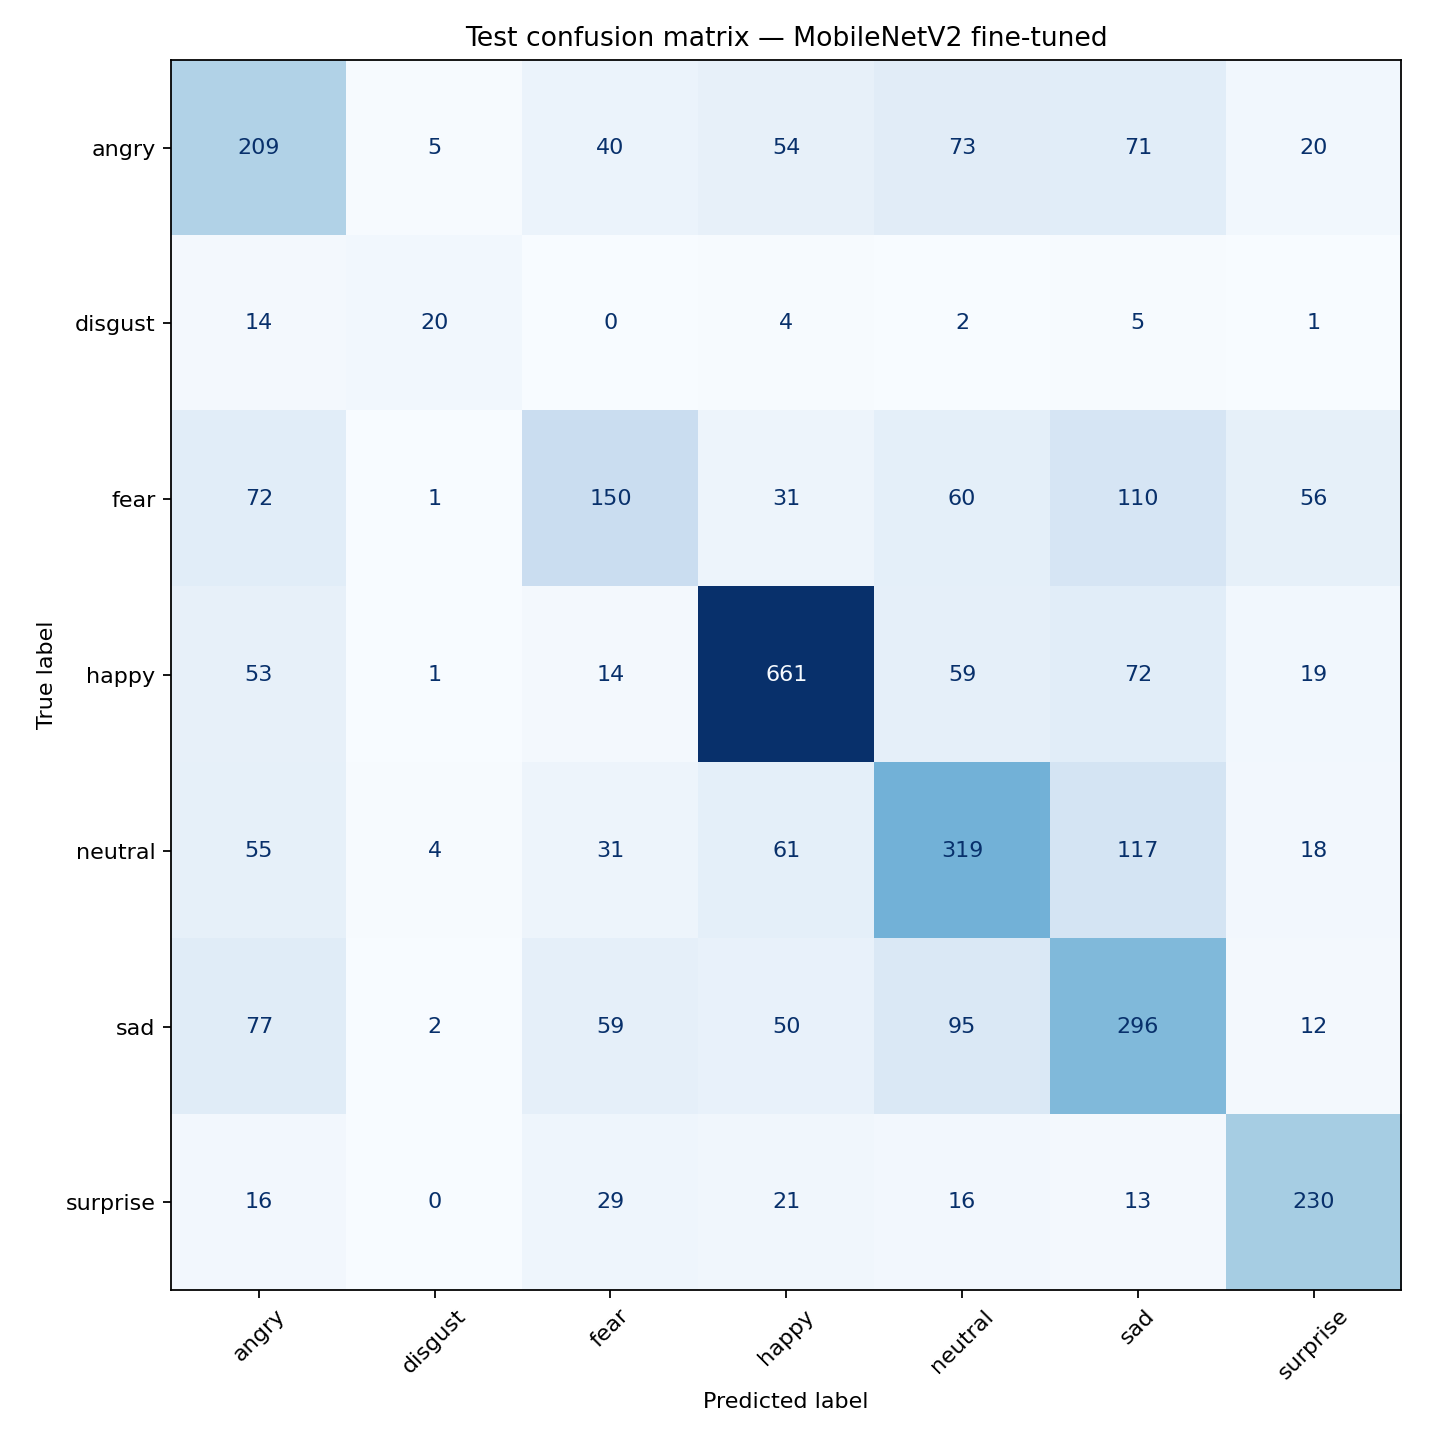 Test confusion matrix — MobileNetV2 fine-tuned
angry 209 5 40 54 73 71 20
disgust 14 20 0 4 2 5 1
fear 72 1 150 31 60 110 56
happy 53 1 14 661 59 72 19
neutral 55 4 31 61 319 117 18
sad 77 2 59 50 95 296 12
surprise 16 0 29 21 16 13 230
True label
angry disgust fear happy neutral sad surprise
Predicted label